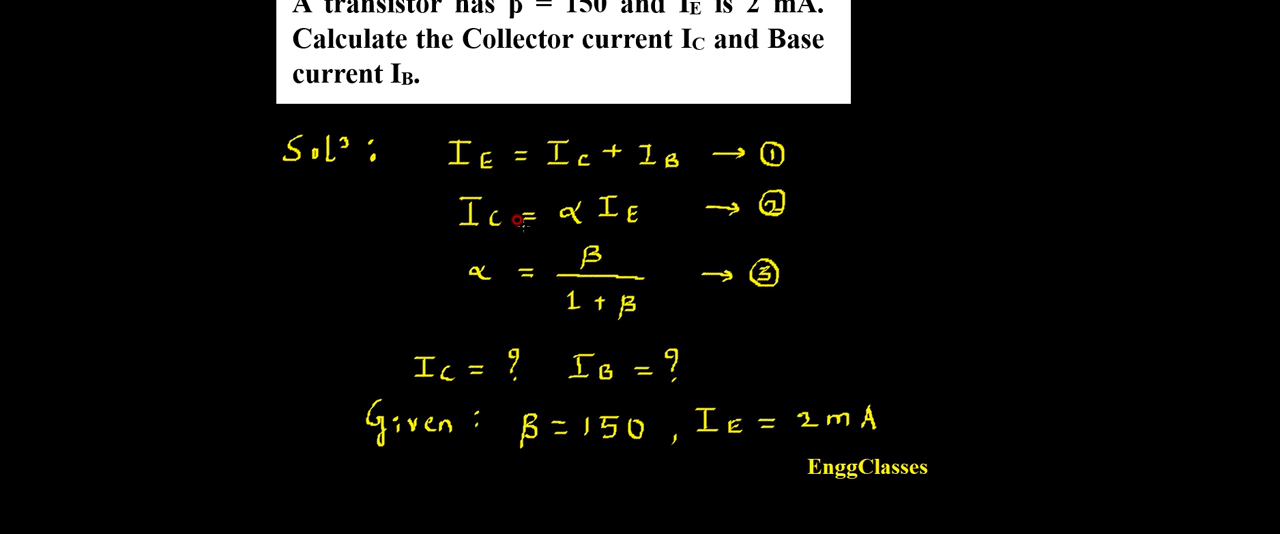 A transistor has β = 150 and IE is 2 mA.
Calculate the Collector current IC and Base
current IB.
Solⁿ: IE = IC + IB → ①
IC = α IE → ②
α = β / 1 + β → ③
IC = ? IB = ?
Given: β = 150, IE = 2 mA
EnggClasses